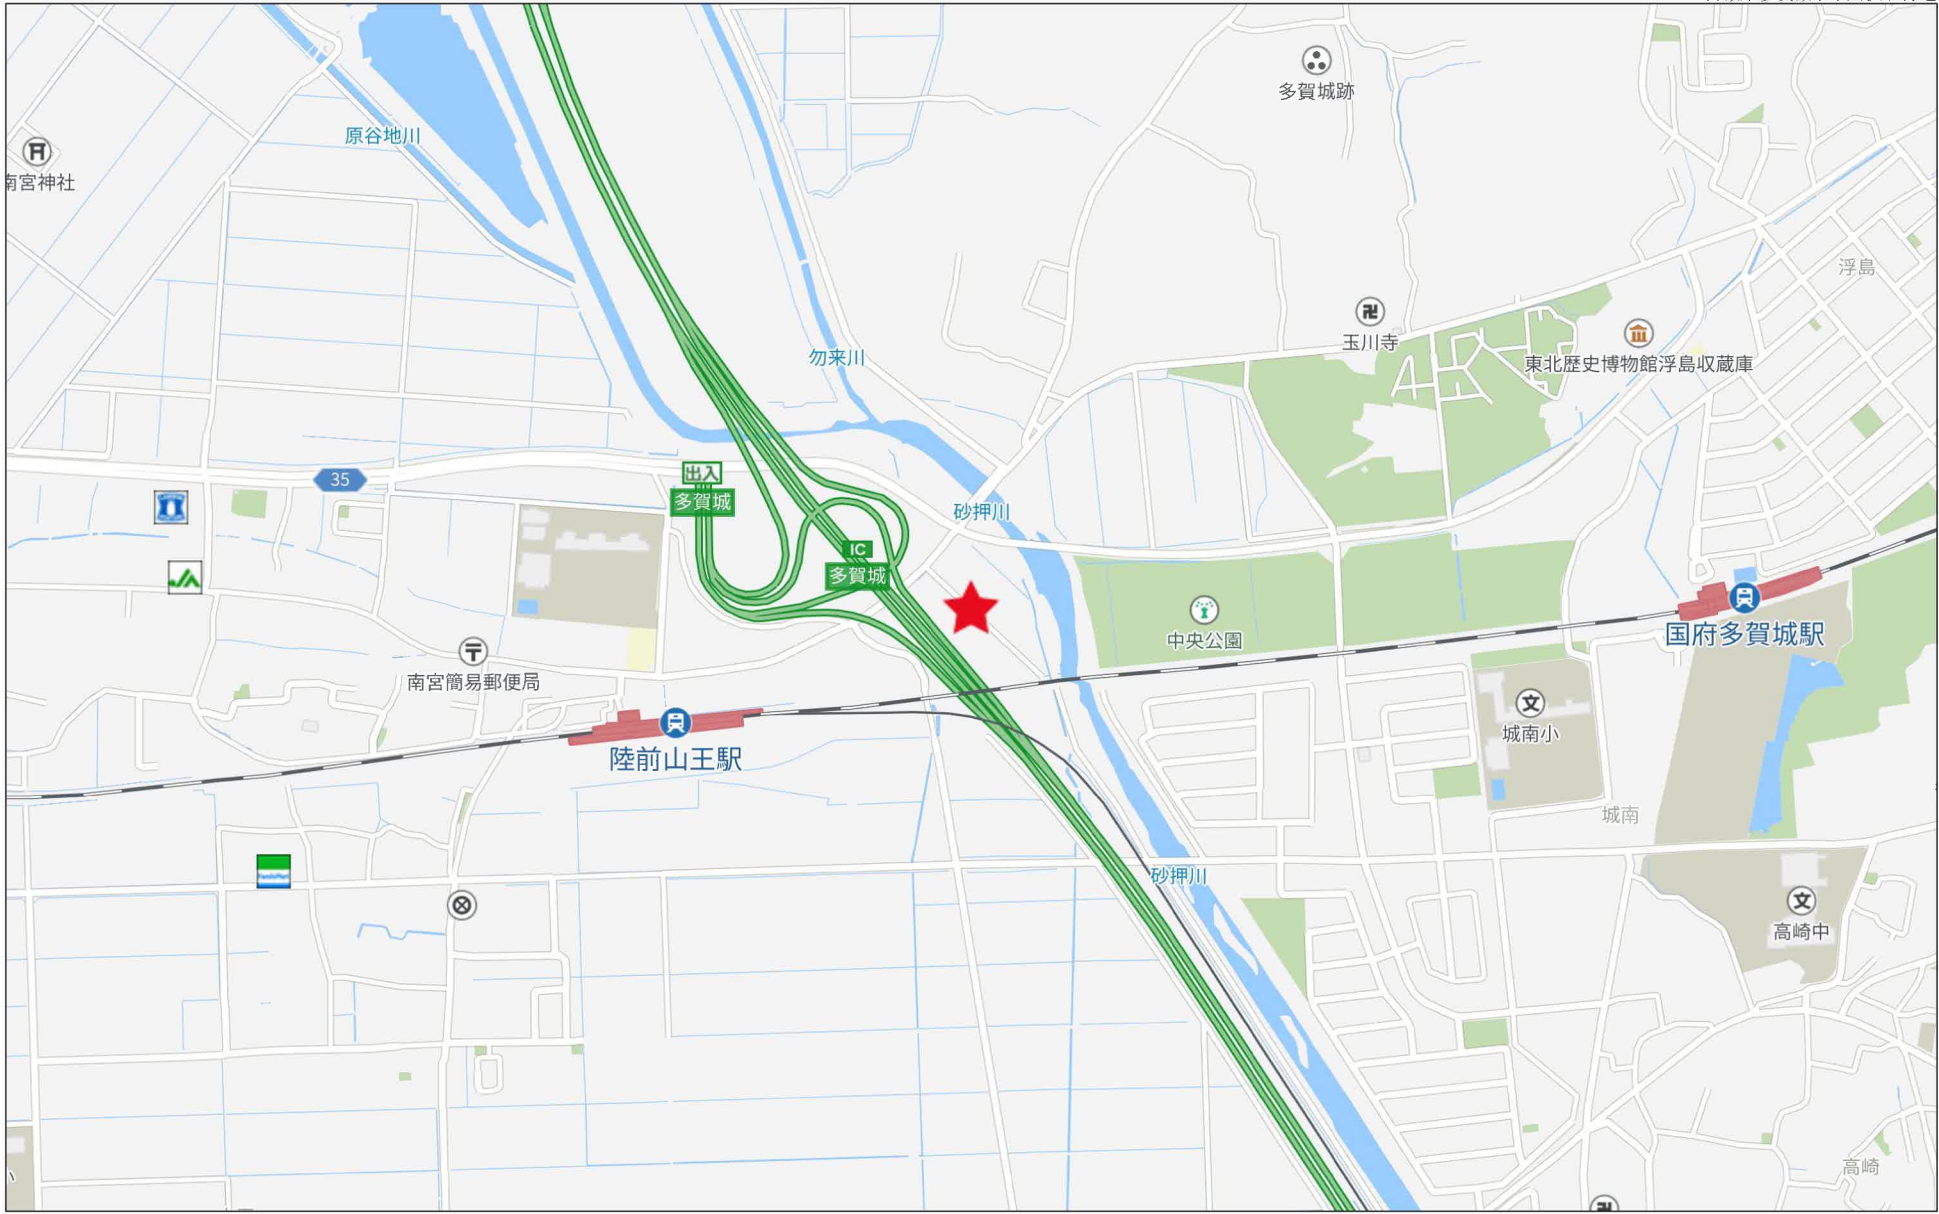 多賀城跡
原谷地川
南宮神社
浮島
玉川寺
勿来川
東北歴史博物館浮島収蔵庫
出入
35
多賀城
砂押川
IC
多賀城
中央公園
国府多賀城駅
南宮簡易郵便局
城南小
陸前山王駅
城南
FamilyMart
砂押川
高崎中
高崎